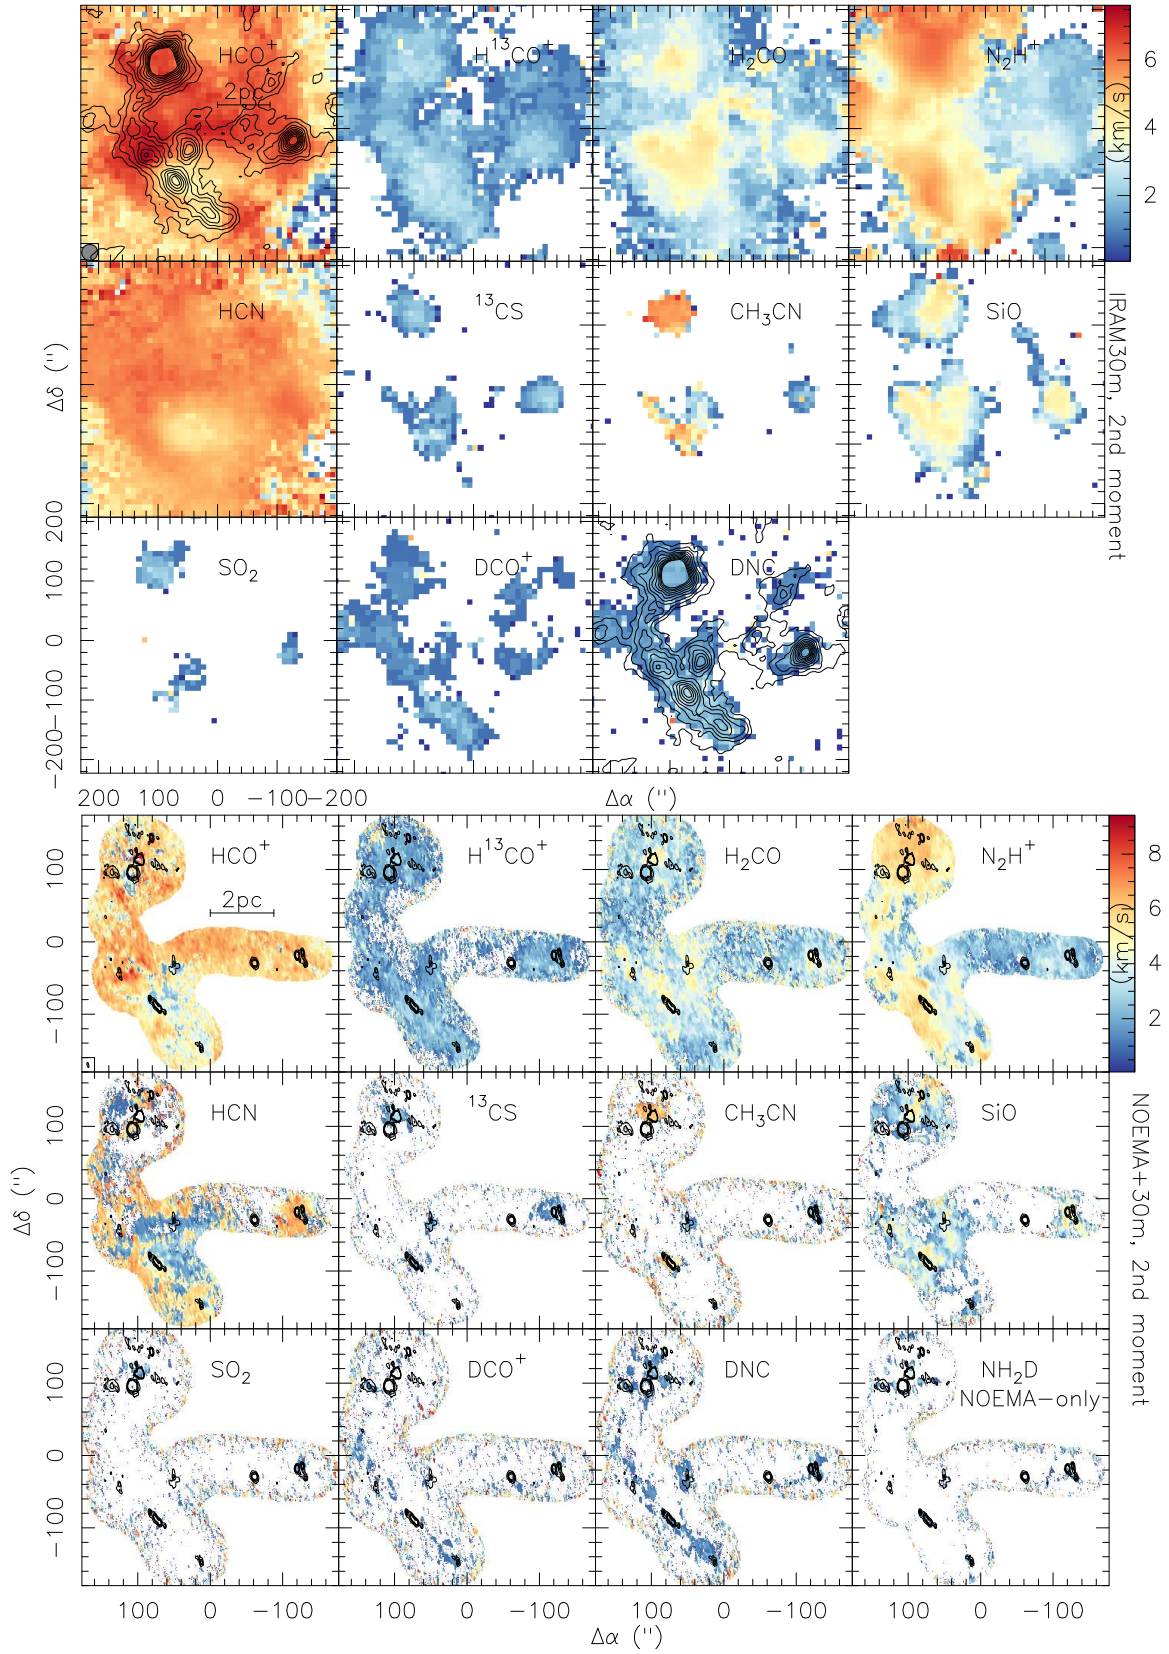 HCO+
H13CO+
H2CO
N2H+
2pc
6
4
2
(km/s)
HCN
13CS
CH3CN
SiO
Δδ (")
IRAM30m, 2nd moment
SO2
DCO+
DNC
200
100
0
−100
−200
200 100 0 −100 −200
Δα (")
HCO+
H13CO+
H2CO
N2H+
2pc
100
0
−100
8
6
4
2
(km/s)
HCN
13CS
CH3CN
SiO
100
0
−100
Δδ (")
NOEMA+30m, 2nd moment
SO2
DCO+
DNC
NH2D
NOEMA−only
100
0
−100
100 0 −100 100 0 −100 100 0 −100 100 0 −100
Δα (")